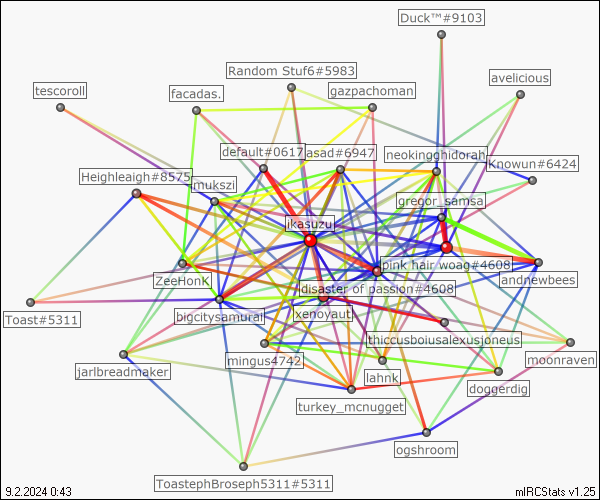 Duck™#9103
Random Stuf6#5983
avelicious
tescoroll
facadas.
gazpachoman
default#0617
asad#6947
neokingghidorah
Knowun#6424
Heighleaigh#8575
mukszi
gregor_samsa
ikasuzu
pink hair woag#4608
ZeeHonK
andnewbees
disaster of passion#4608
Toast#5311
bigcitysamurai
xenoyaut
thiccusboiusalexusjoneus
mingus4742
moonraven
jarlbreadmaker
lahnk
doggerdig
turkey_mcnugget
ogshroom
ToastephBroseph5311#5311
9.2.2024 0:43
mIRCStats v1.25